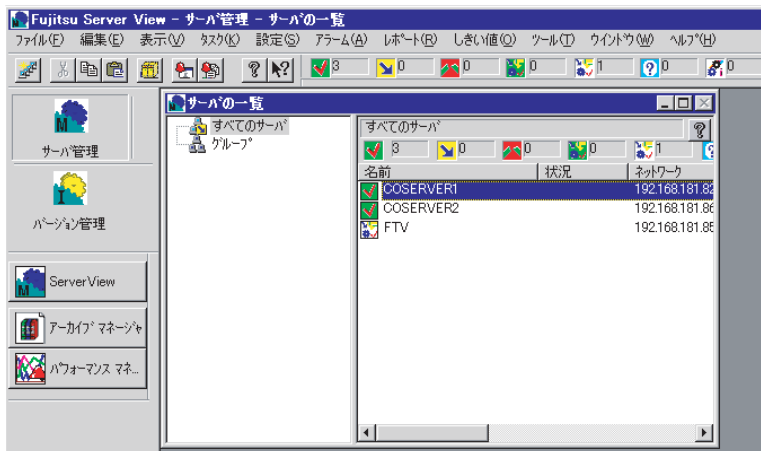 Fujitsu Server View - サーバ管理 - サーバの一覧
ファイル(F) 編集(E) 表示(V) タスク(K) 設定(S) アラーム(A) レポート(R) しきい値(O) ツール(T) ウインドウ(W) ヘルプ(H)
3 0 0 0 1 0 0
サーバ管理
バージョン管理
ServerView
アーカイブ マネージャ
パフォーマンス マネ...
サーバの一覧
すべてのサーバ
グループ
すべてのサーバ
3 0 0 0 1
名前 状況 ネットワーク
COSERVER1 192.168.181.82
COSERVER2 192.168.181.86
FTV 192.168.181.85